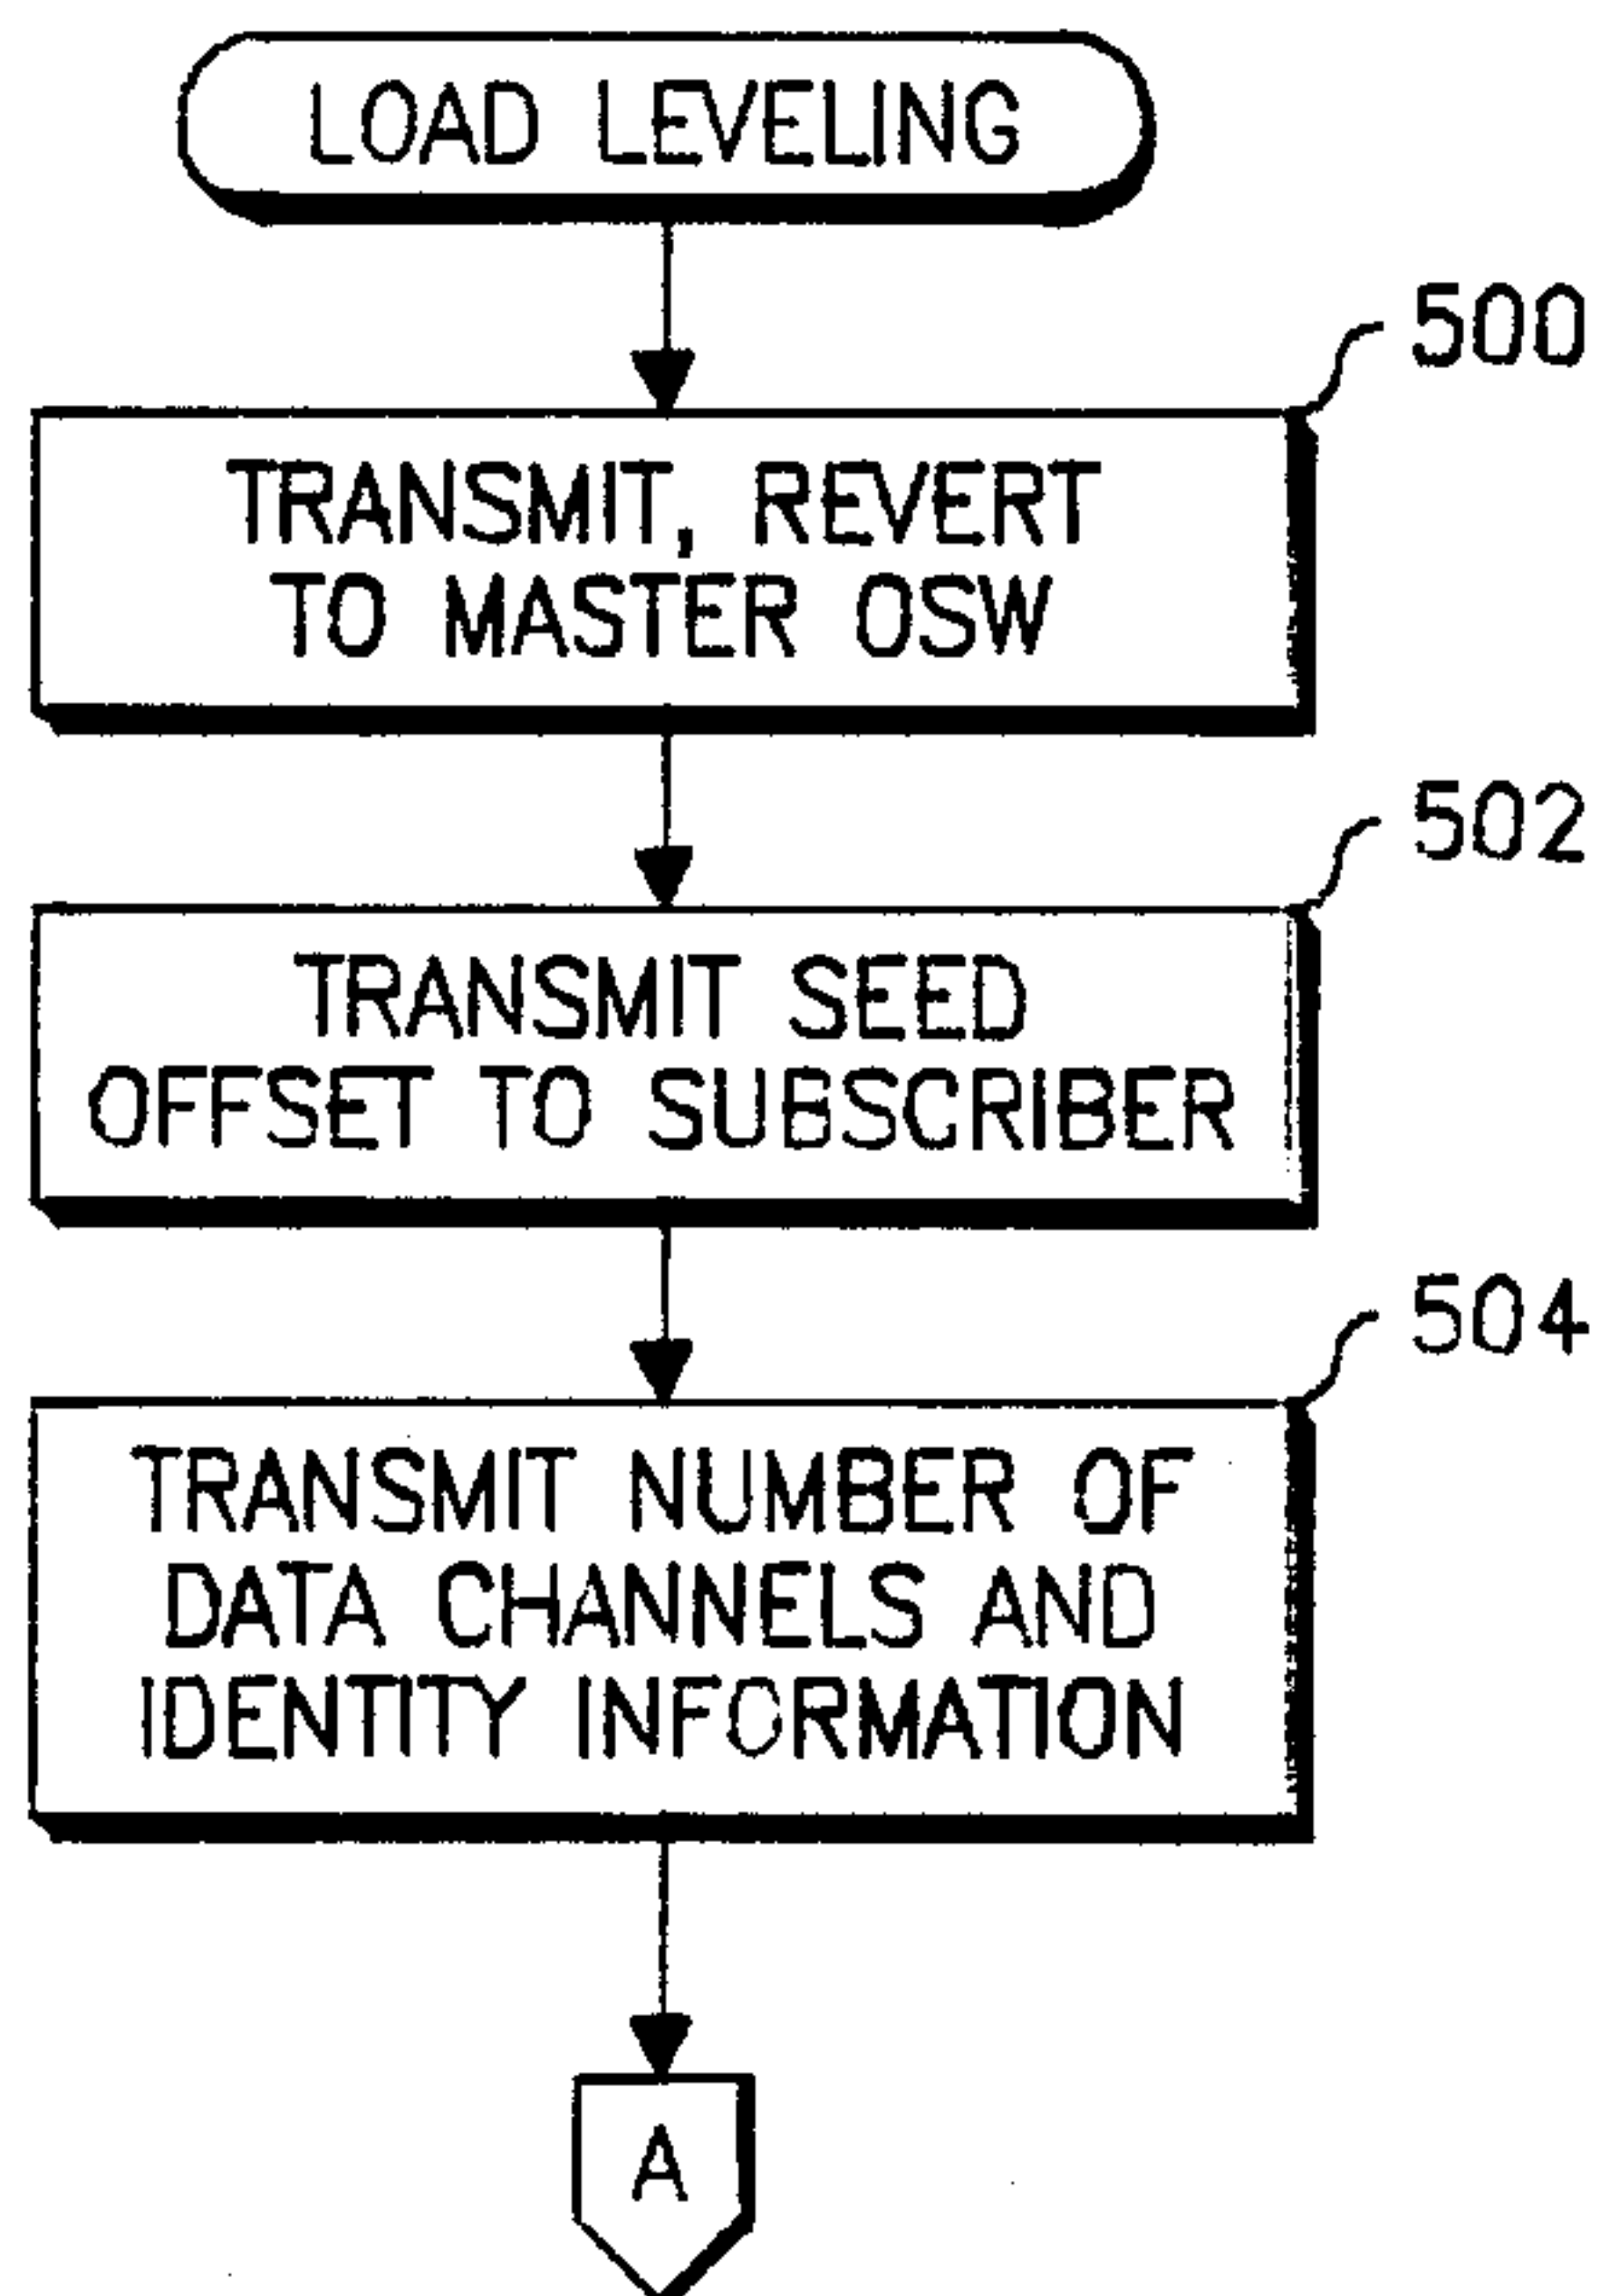 LOAD LEVELING
500
TRANSMIT, REVERT
TO MASTER OSW
502
TRANSMIT SEED
OFFSET TO SUBSCRIBER
504
TRANSMIT NUMBER OF
DATA CHANNELS AND
IDENTITY INFORMATION
A